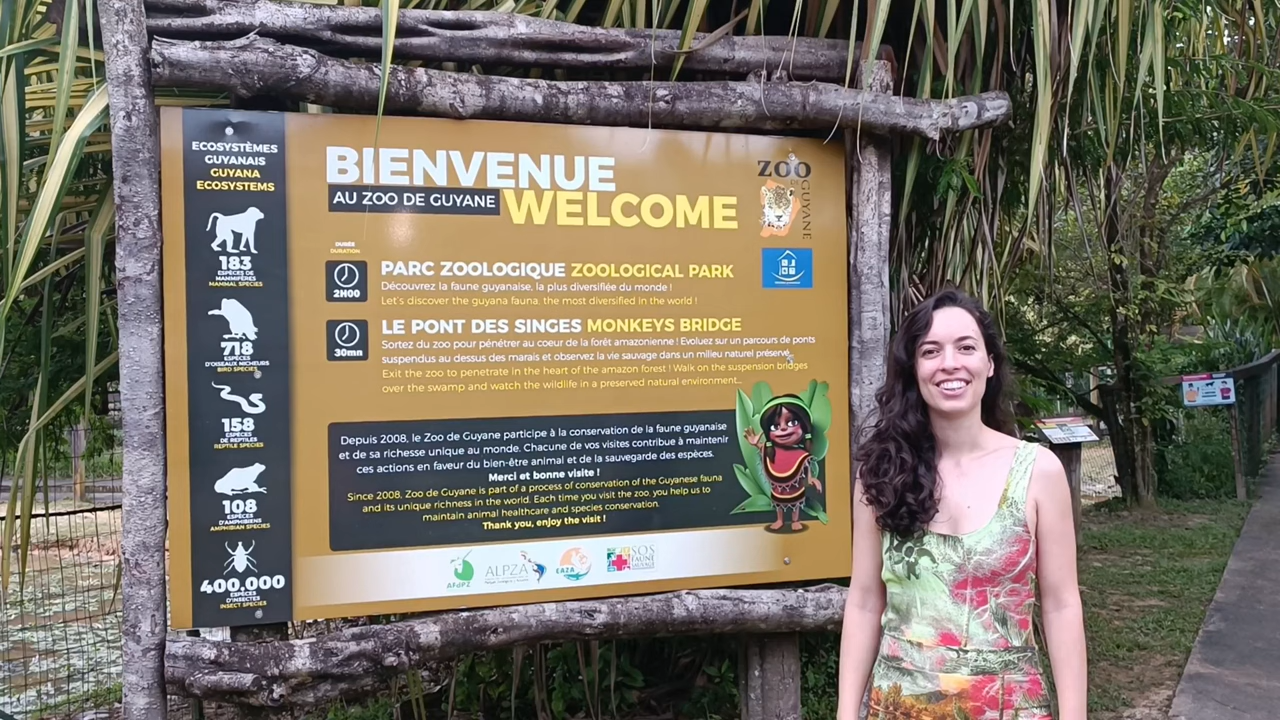 ECOSYSTÈMES
GUYANAIS
GUYANA
ECOSYSTEMS
183
ESPÈCES DE
MAMMIFÈRES
MAMMAL SPECIES
718
ESPÈCES
D'OISEAUX NICHEURS
BIRD SPECIES
158
ESPÈCES
DE REPTILES
REPTILE SPECIES
108
ESPÈCES
D'AMPHIBIENS
AMPHIBIAN SPECIES
400,000
ESPÈCES
D'INSECTES
INSECT SPECIES
BIENVENUE
AU ZOO DE GUYANE WELCOME
ZOO
DE GUYANE
DURÉE
DURATION
2H00
PARC ZOOLOGIQUE ZOOLOGICAL PARK
Découvrez la faune guyanaise, la plus diversifiée du monde !
Let's discover the guyana fauna, the most diversified in the world !
30mn
LE PONT DES SINGES MONKEYS BRIDGE
Sortez du zoo pour pénétrer au coeur de la forêt amazonienne ! Evoluez sur un parcours de ponts
suspendus au dessus des marais et observez la vie sauvage dans un milieu naturel préservé...
Exit the zoo to penetrate in the heart of the amazon forest ! Walk on the suspension bridges
over the swamp and watch the wildlife in a preserved natural environment...
Depuis 2008, le Zoo de Guyane participe à la conservation de la faune guyanaise
et de sa richesse unique au monde. Chacune de vos visites contribue à maintenir
ces actions en faveur du bien-être animal et de la sauvegarde des espèces.
Merci et bonne visite !
Since 2008, Zoo de Guyane is part of a process of conservation of the Guyanese fauna
and its unique richness in the world. Each time you visit the zoo, you help us to
maintain animal healthcare and species conservation.
Thank you, enjoy the visit !
AFdPZ
ALPZA
EAZA
SOS
FAUNE
SAUVAGE